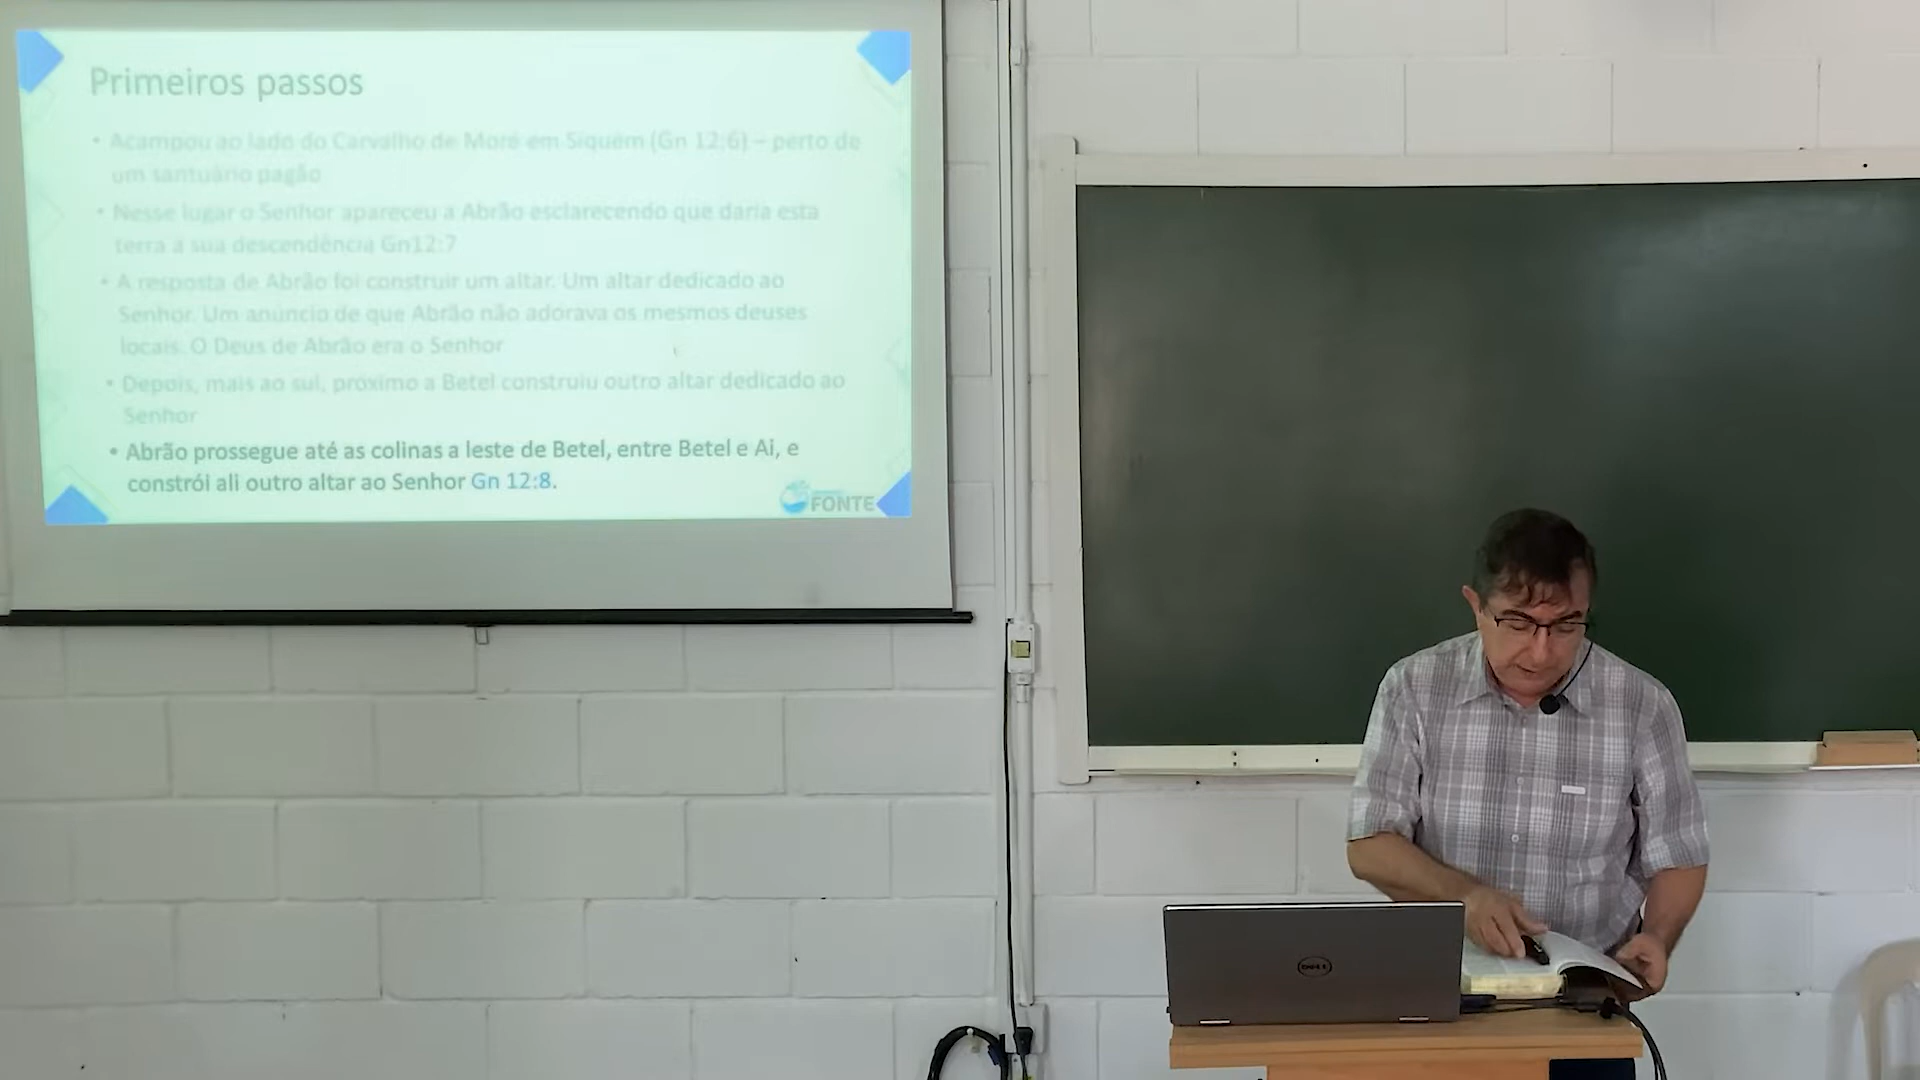 Primeiros passos
• Acampou ao lado do Carvalho de Moré em Siquém (Gn 12:6) – perto de
um santuário pagão
• Nesse lugar o Senhor apareceu a Abrão esclarecendo que daria esta
terra à sua descendência Gn12:7
• A resposta de Abrão foi construir um altar. Um altar dedicado ao
Senhor. Um anúncio de que Abrão não adorava os mesmos deuses
locais. O Deus de Abrão era o Senhor
• Depois, mais ao sul, próximo a Betel construiu outro altar dedicado ao
Senhor
• Abrão prossegue até as colinas a leste de Betel, entre Betel e Ai, e
constrói ali outro altar ao Senhor Gn 12:8.
FONTE
DELL